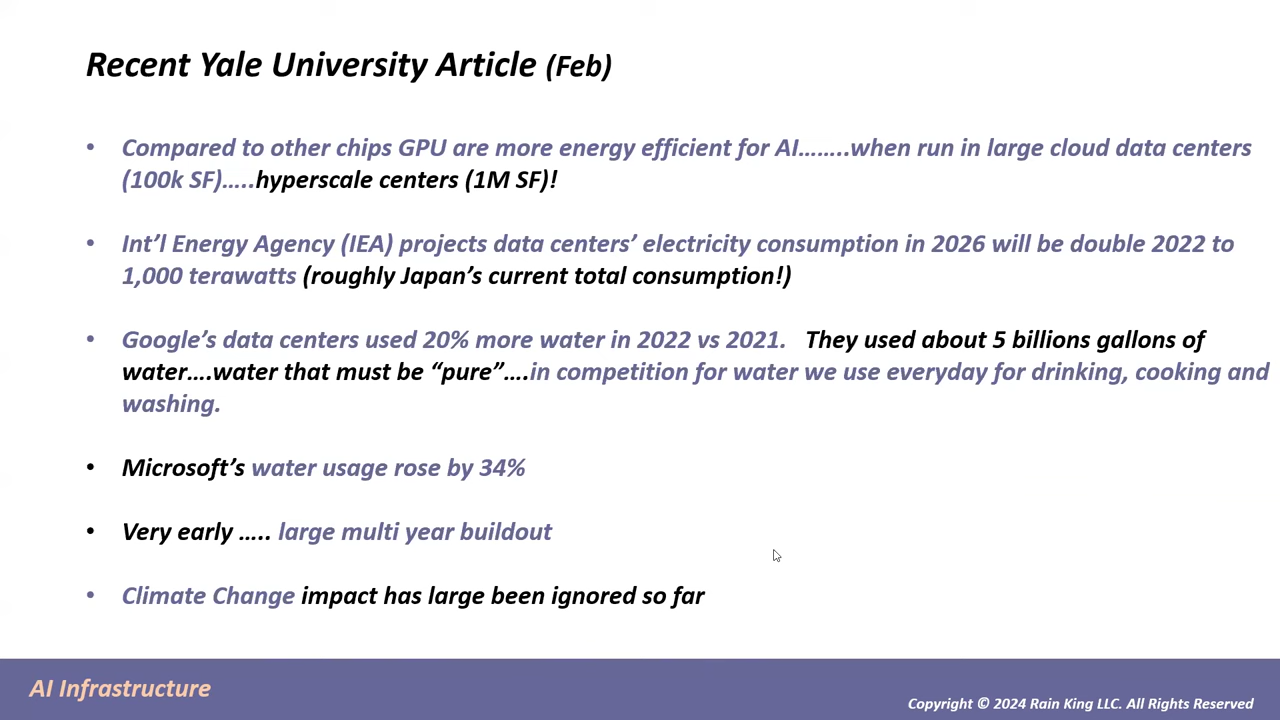 Recent Yale University Article (Feb)
• Compared to other chips GPU are more energy efficient for AI……..when run in large cloud data centers
(100k SF)…..hyperscale centers (1M SF)!
• Int’l Energy Agency (IEA) projects data centers’ electricity consumption in 2026 will be double 2022 to
1,000 terawatts (roughly Japan’s current total consumption!)
• Google’s data centers used 20% more water in 2022 vs 2021. They used about 5 billions gallons of
water….water that must be “pure”….in competition for water we use everyday for drinking, cooking and
washing.
• Microsoft’s water usage rose by 34%
• Very early ….. large multi year buildout
• Climate Change impact has large been ignored so far
AI Infrastructure
Copyright © 2024 Rain King LLC. All Rights Reserved